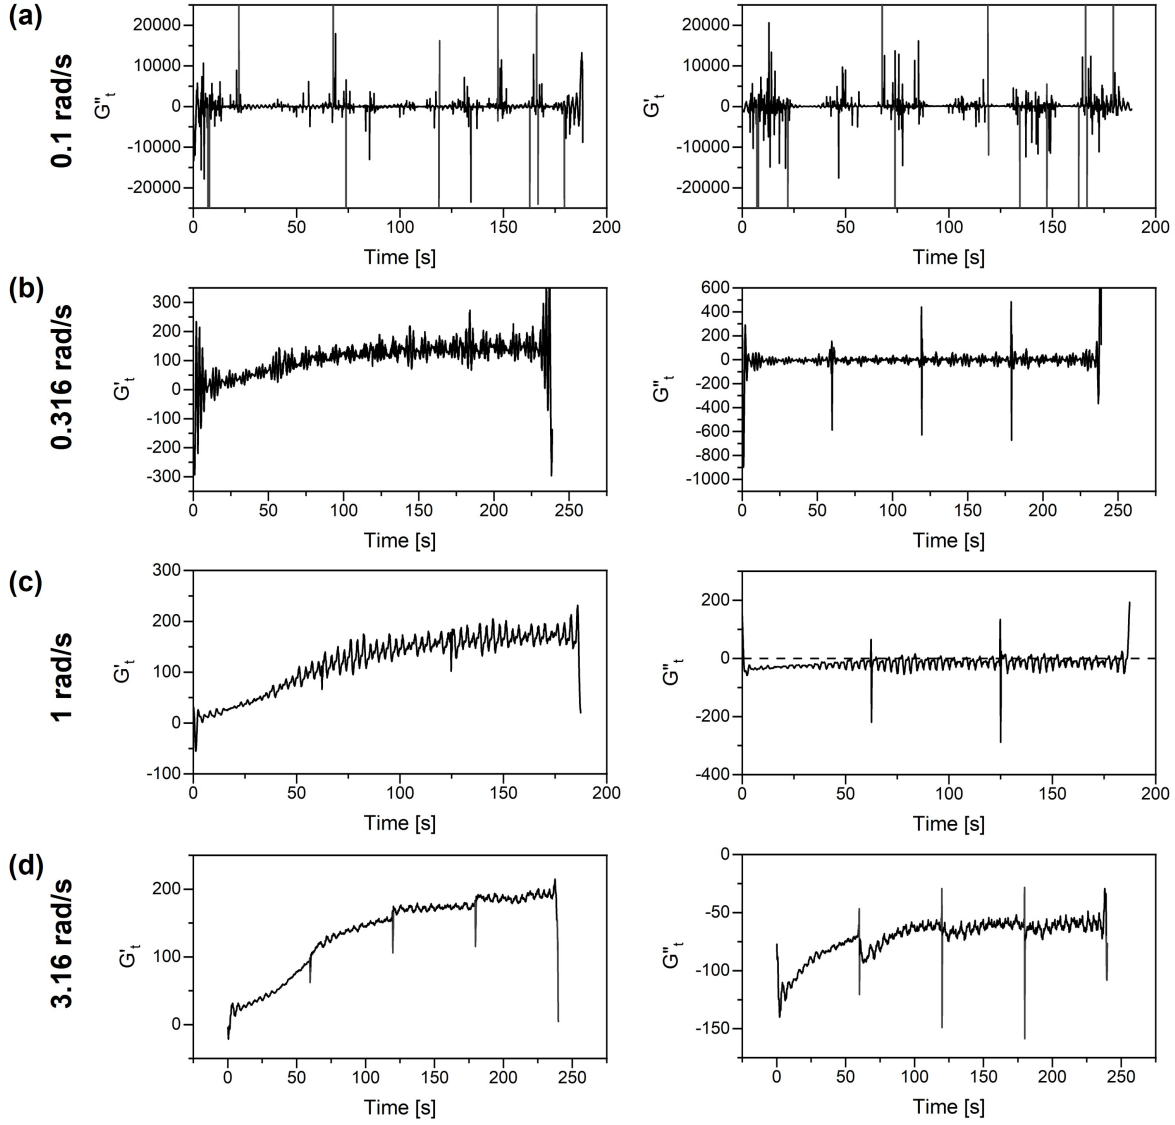 (a)
0.1 rad/s
G"t
20000
10000
0
-10000
-20000
0 50 100 150 200
Time [s]
G't
20000
10000
0
-10000
-20000
0 50 100 150 200
Time [s]
(b)
0.316 rad/s
G't
300
200
100
0
-100
-200
-300
0 50 100 150 200 250
Time [s]
G"t
600
400
200
0
-200
-400
-600
-800
-1000
0 50 100 150 200 250
Time [s]
(c)
1 rad/s
G't
300
200
100
0
-100
0 50 100 150 200
Time [s]
G"t
200
0
-200
-400
0 50 100 150 200
Time [s]
(d)
3.16 rad/s
G't
200
100
0
0 50 100 150 200 250
Time [s]
G"t
0
-50
-100
-150
0 50 100 150 200 250
Time [s]